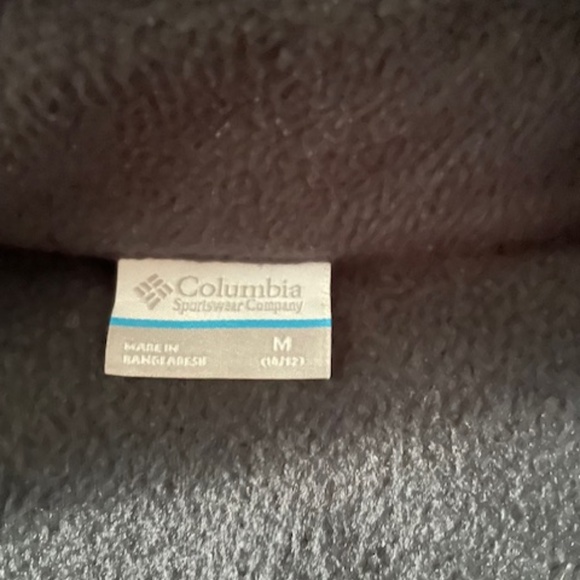 Columbia
Sportswear Company
MADE IN
BANGLADESH
M
(10/12)